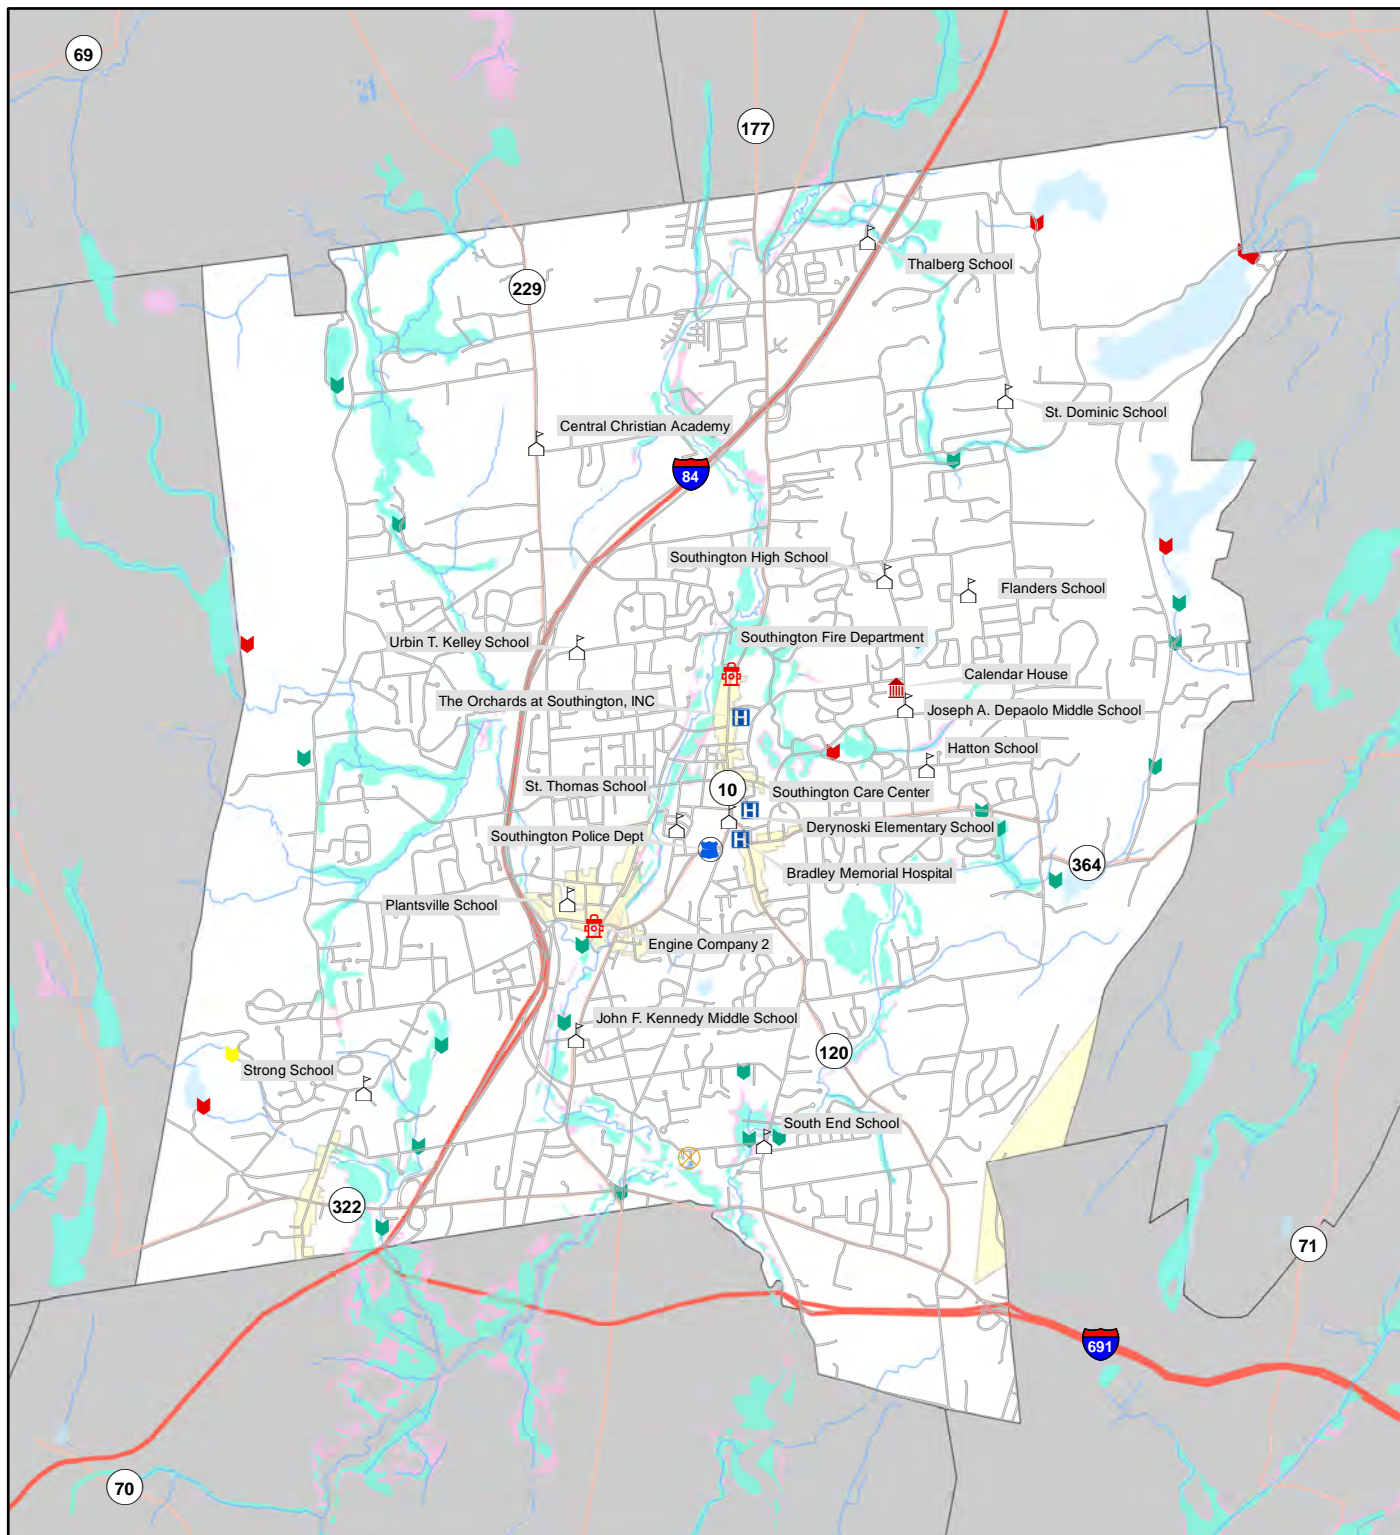 69
177
Thalberg School
229
St. Dominic School
Central Christian Academy
84
Southington High School
Flanders School
Southington Fire Department
Urbin T. Kelley School
Calendar House
The Orchards at Southington, INC
H
Joseph A. Depaolo Middle School
Hatton School
St. Thomas School
10
Southington Care Center
H
Derynoski Elementary School
Southington Police Dept
H
364
Bradley Memorial Hospital
Plantsville School
Engine Company 2
John F. Kennedy Middle School
120
Strong School
South End School
322
71
691
70